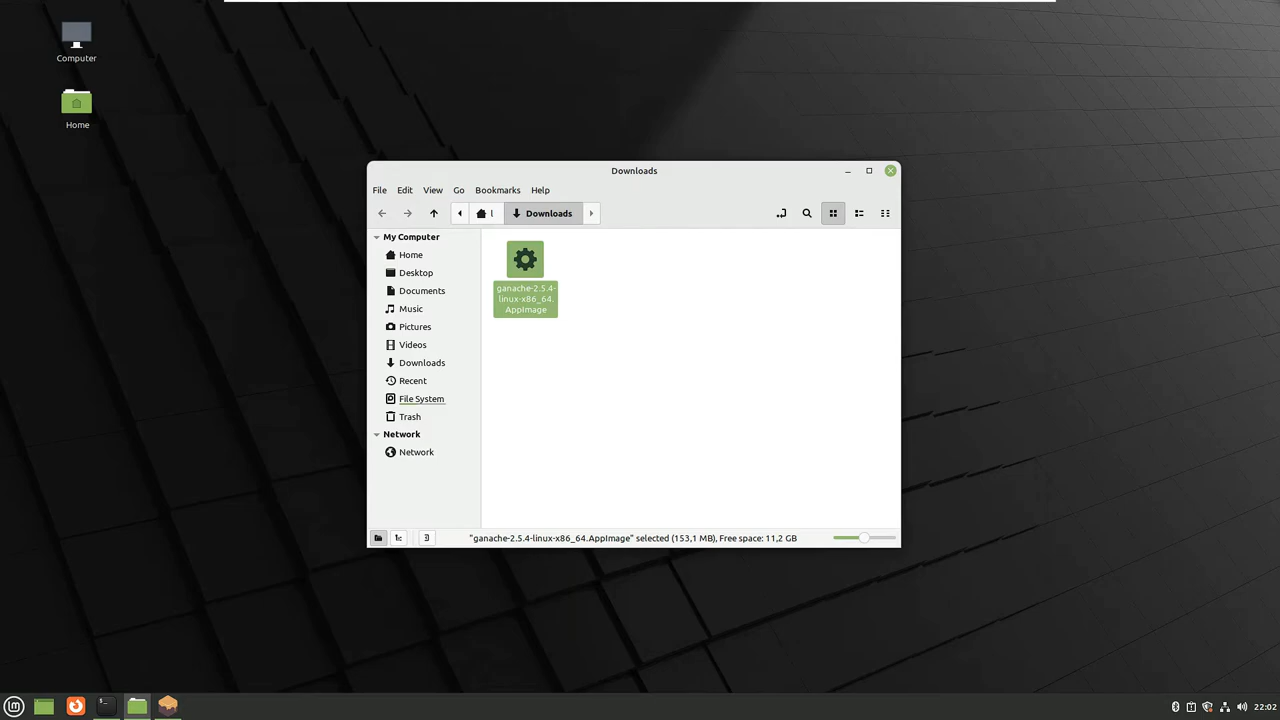 Computer
Home
Downloads
File Edit View Go Bookmarks Help
l Downloads
My Computer
Home
Desktop
Documents
Music
Pictures
Videos
Downloads
Recent
File System
Trash
Network
Network
ganache-2.5.4-
linux-x86_64.
AppImage
"ganache-2.5.4-linux-x86_64.AppImage" selected (153,1 MB), Free space: 11,2 GB
22:02